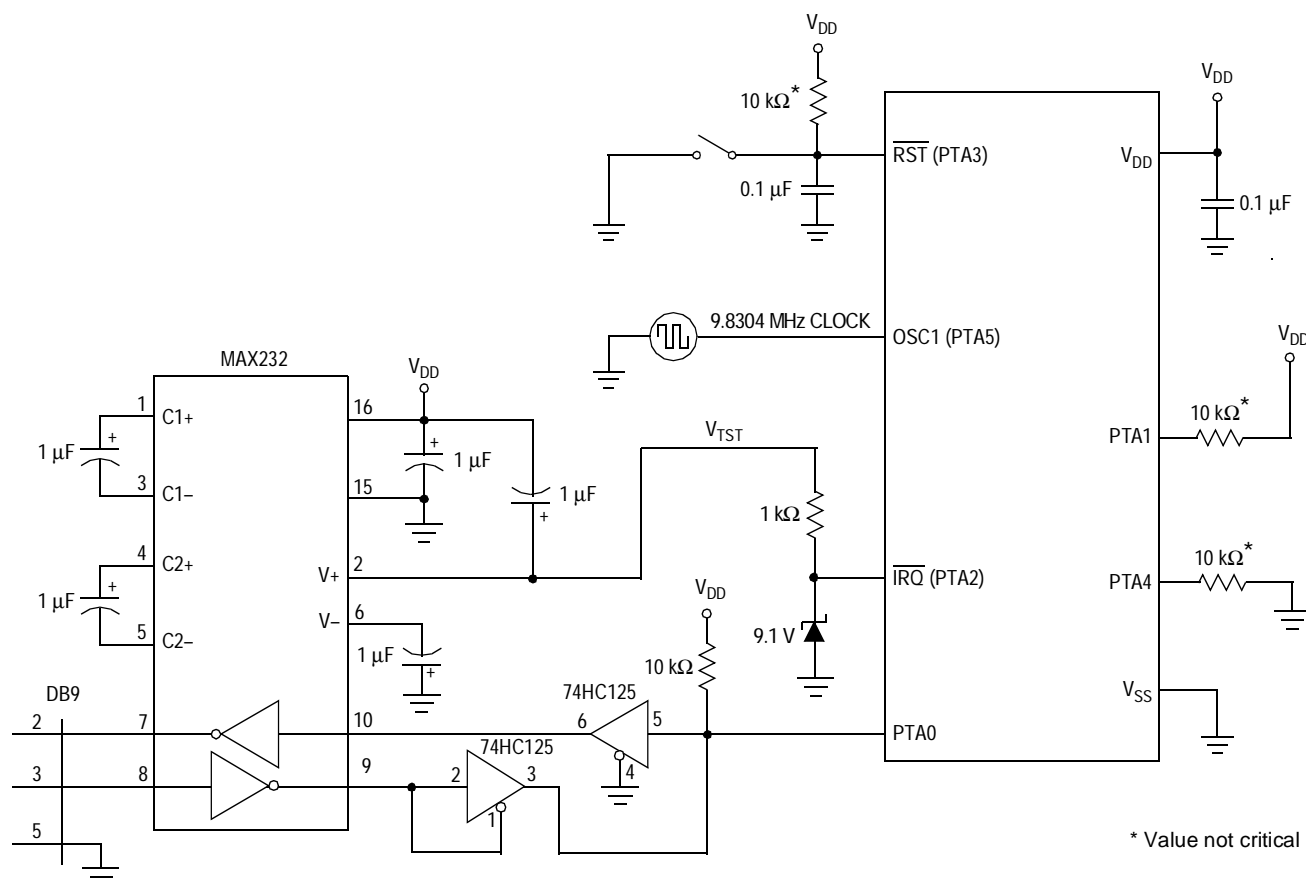 V_DD
10 kΩ*
V_DD
RST (PTA3)
V_DD
0.1 µF
0.1 µF
9.8304 MHz CLOCK
OSC1 (PTA5)
V_DD
MAX232
V_DD
1
C1+
16
1 µF
+
+
1 µF
3
C1–
15
1 µF
+
V_TST
10 kΩ*
PTA1
1 kΩ
4
C2+
1 µF
+
5
C2–
V+
2
V–
6
1 µF
+
V_DD
IRQ (PTA2)
9.1 V
10 kΩ*
PTA4
10 kΩ
DB9
74HC125
V_SS
2
7
10
6
5
4
PTA0
74HC125
3
8
9
2
3
1
5
* Value not critical